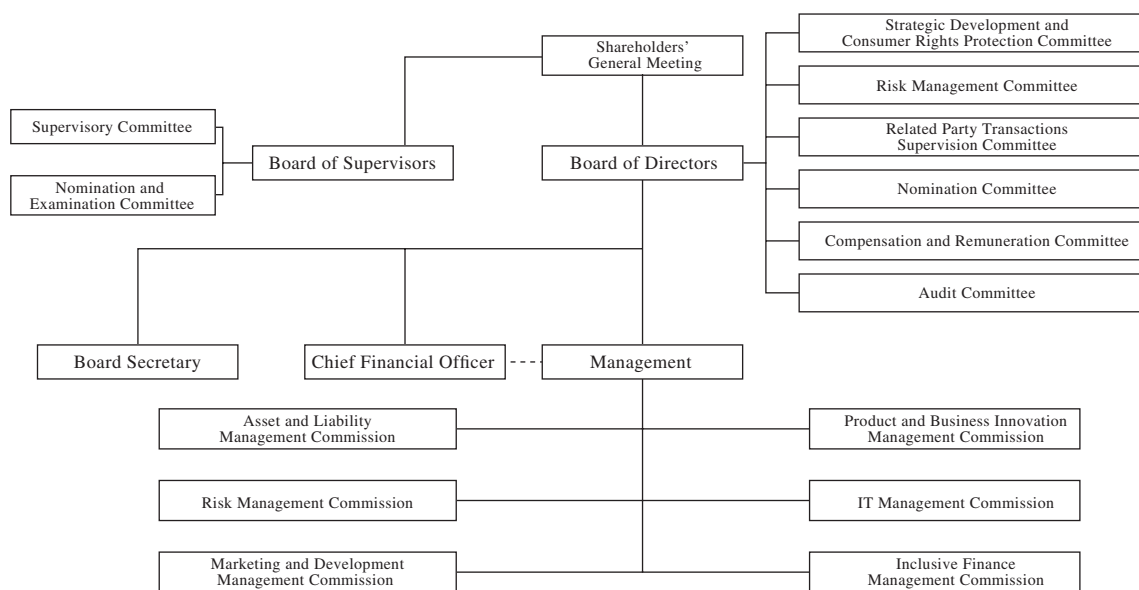 Shareholders'
General Meeting
Strategic Development and
Consumer Rights Protection Committee
Risk Management Committee
Related Party Transactions
Supervision Committee
Nomination Committee
Compensation and Remuneration Committee
Audit Committee
Supervisory Committee
Nomination and
Examination Committee
Board of Supervisors
Board of Directors
Board Secretary
Chief Financial Officer
Management
Asset and Liability
Management Commission
Product and Business Innovation
Management Commission
Risk Management Commission
IT Management Commission
Marketing and Development
Management Commission
Inclusive Finance
Management Commission